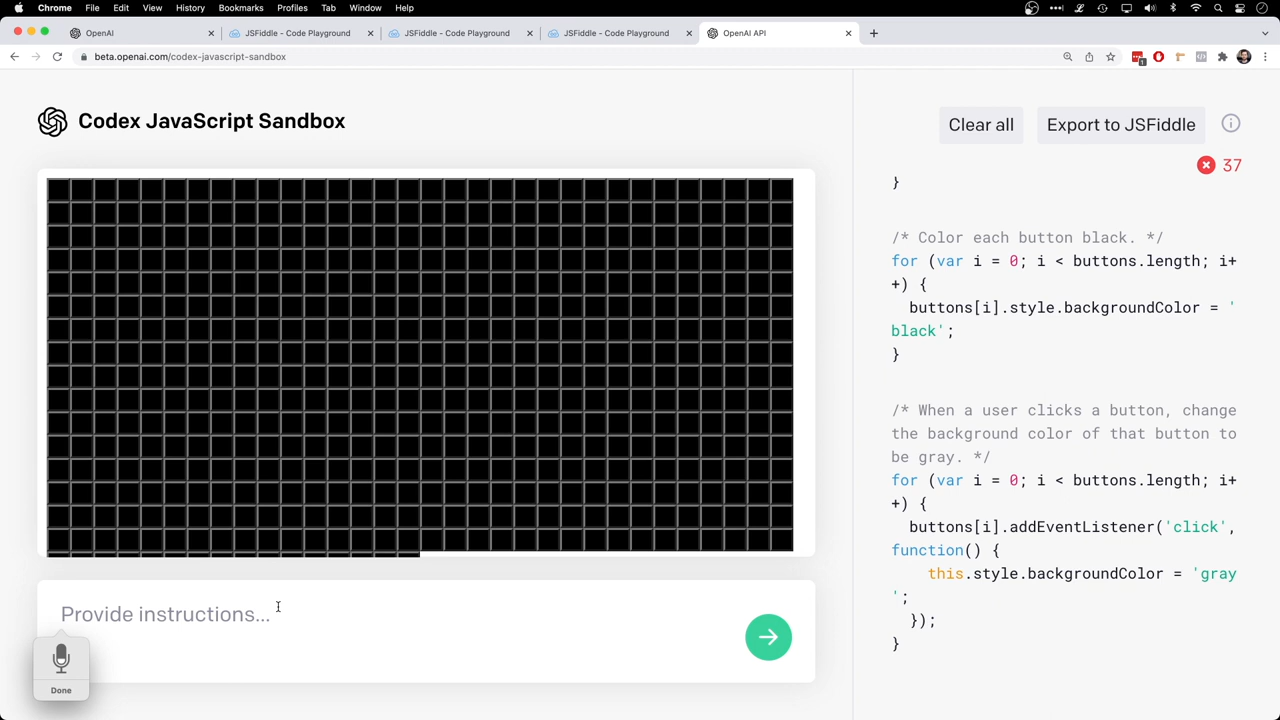 Chrome File Edit View History Bookmarks Profiles Tab Window Help
OpenAI
JSFiddle - Code Playground
JSFiddle - Code Playground
JSFiddle - Code Playground
OpenAI API
beta.openai.com/codex-javascript-sandbox
1
Codex JavaScript Sandbox
Clear all
Export to JSFiddle
37
}
/* Color each button black. */
for (var i = 0; i < buttons.length; i+
+) {
buttons[i].style.backgroundColor = '
black';
}
/* When a user clicks a button, change
the background color of that button to
be gray. */
for (var i = 0; i < buttons.length; i+
+) {
buttons[i].addEventListener('click',
function() {
this.style.backgroundColor = 'gray
';
});
}
Provide instructions...
Done